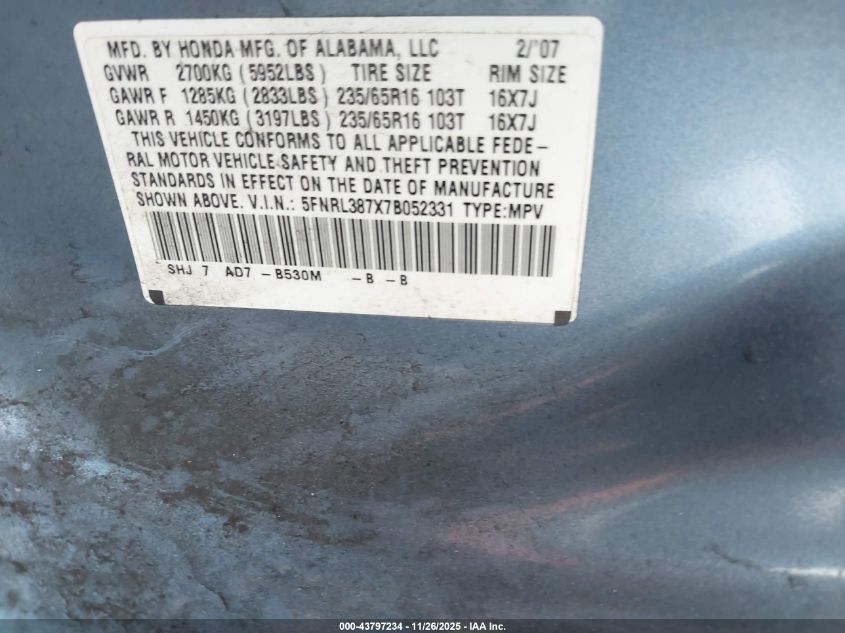 MFD. BY HONDA MFG. OF ALABAMA, LLC 2/'07
GVWR 2700KG (5952LBS) TIRE SIZE RIM SIZE
GAWR F 1285KG (2833LBS) 235/65R16 103T 16X7J
GAWR R 1450KG (3197LBS) 235/65R16 103T 16X7J
THIS VEHICLE CONFORMS TO ALL APPLICABLE FEDE-
RAL MOTOR VEHICLE SAFETY AND THEFT PREVENTION
STANDARDS IN EFFECT ON THE DATE OF MANUFACTURE
SHOWN ABOVE. V.I.N.: 5FNRL387X7B052331 TYPE:MPV
SHJ 7 AD7 -B530M -B -B
000-43797234 | 11/26/2025 - IAA Inc.